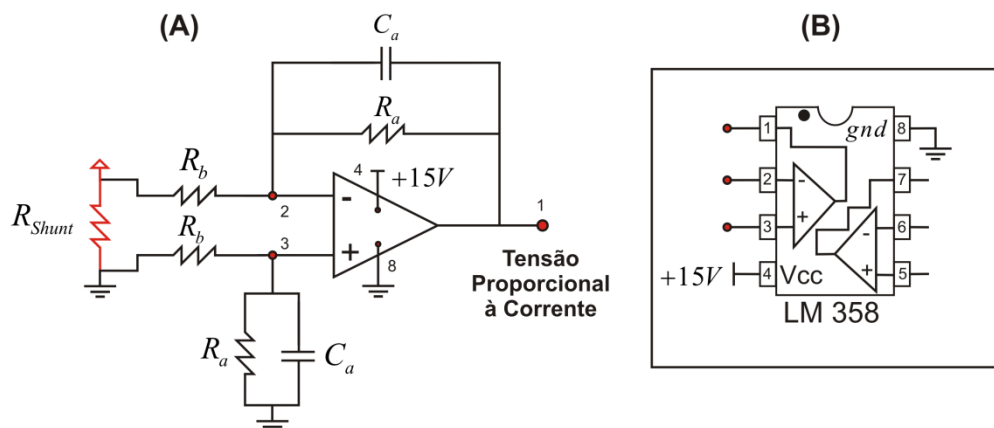 (A)
C_a
R_a
R_b
4
+15V
2
-
R_Shunt
1
R_b
3
+
8
Tensão
Proporcional
à Corrente
R_a
C_a
(B)
1
gnd
8
2
-
7
+
3
-
6
+15V
4
Vcc
+
5
LM 358